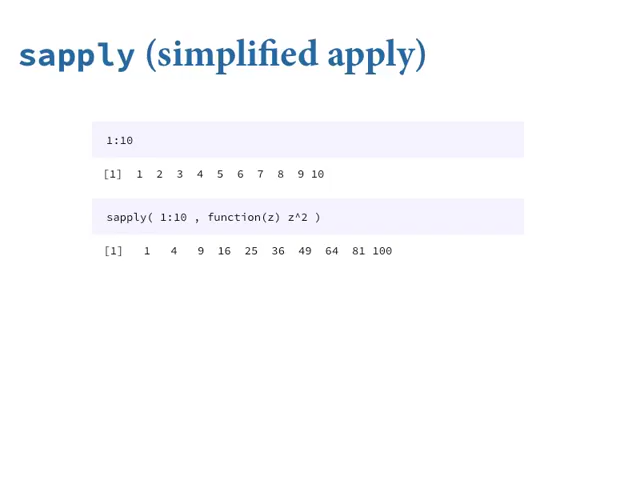 sapply (simplified apply)
1:10
[1]  1  2  3  4  5  6  7  8  9 10
sapply( 1:10 , function(z) z^2 )
[1]   1   4   9  16  25  36  49  64  81 100